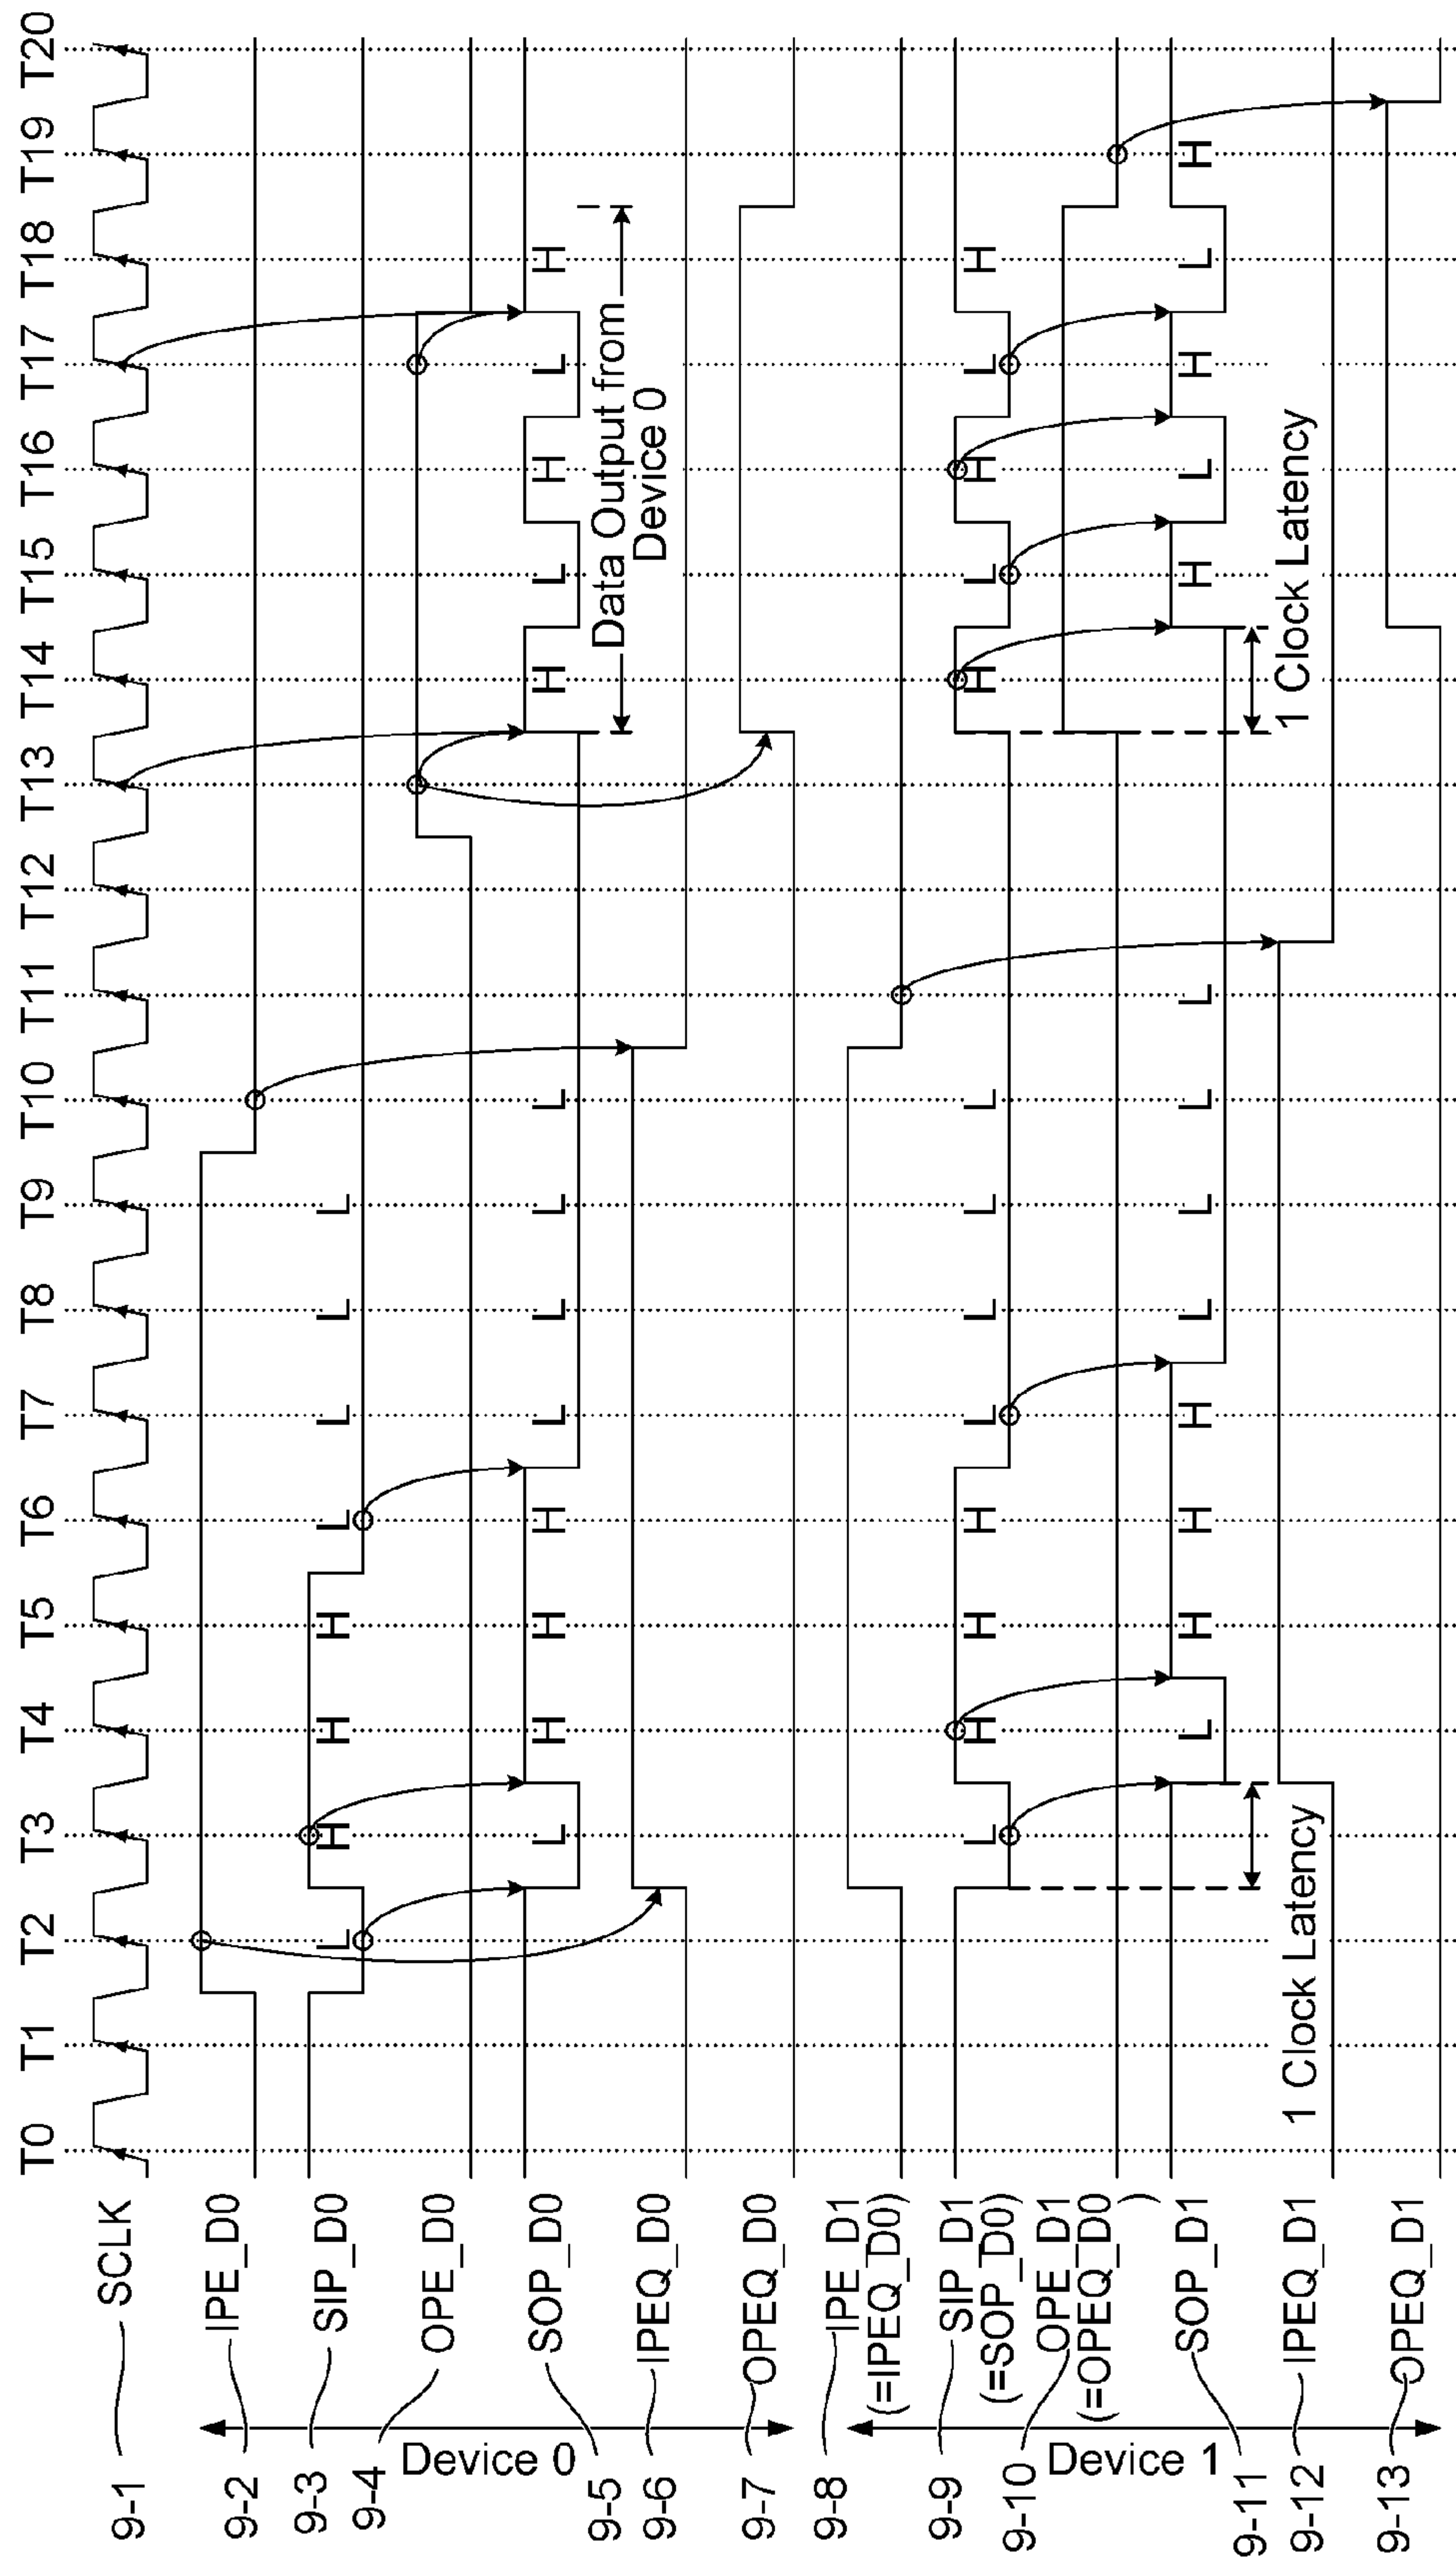 T0 T1 T2 T3 T4 T5 T6 T7 T8 T9 T10 T11 T12 T13 T14 T15 T16 T17 T18 T19 T20
9-1 SCLK
Device 0
9-2 IPE_D0
9-3 SIP_D0 L H H H L L L L
9-4 OPE_D0
9-5 SOP_D0 L H H H L L L L H L H L H
Data Output from
Device 0
9-6 IPEQ_D0
9-7 OPEQ_D0
Device 1
9-8 IPE_D1
(=IPEQ_D0)
9-9 SIP_D1 L H H H L L L L H L H L H
(=SOP_D0)
9-10 OPE_D1
(=OPEQ_D0
)
9-11 SOP_D1 L H H H L L L L H L H L H
1 Clock Latency
1 Clock Latency
9-12 IPEQ_D1
9-13 OPEQ_D1